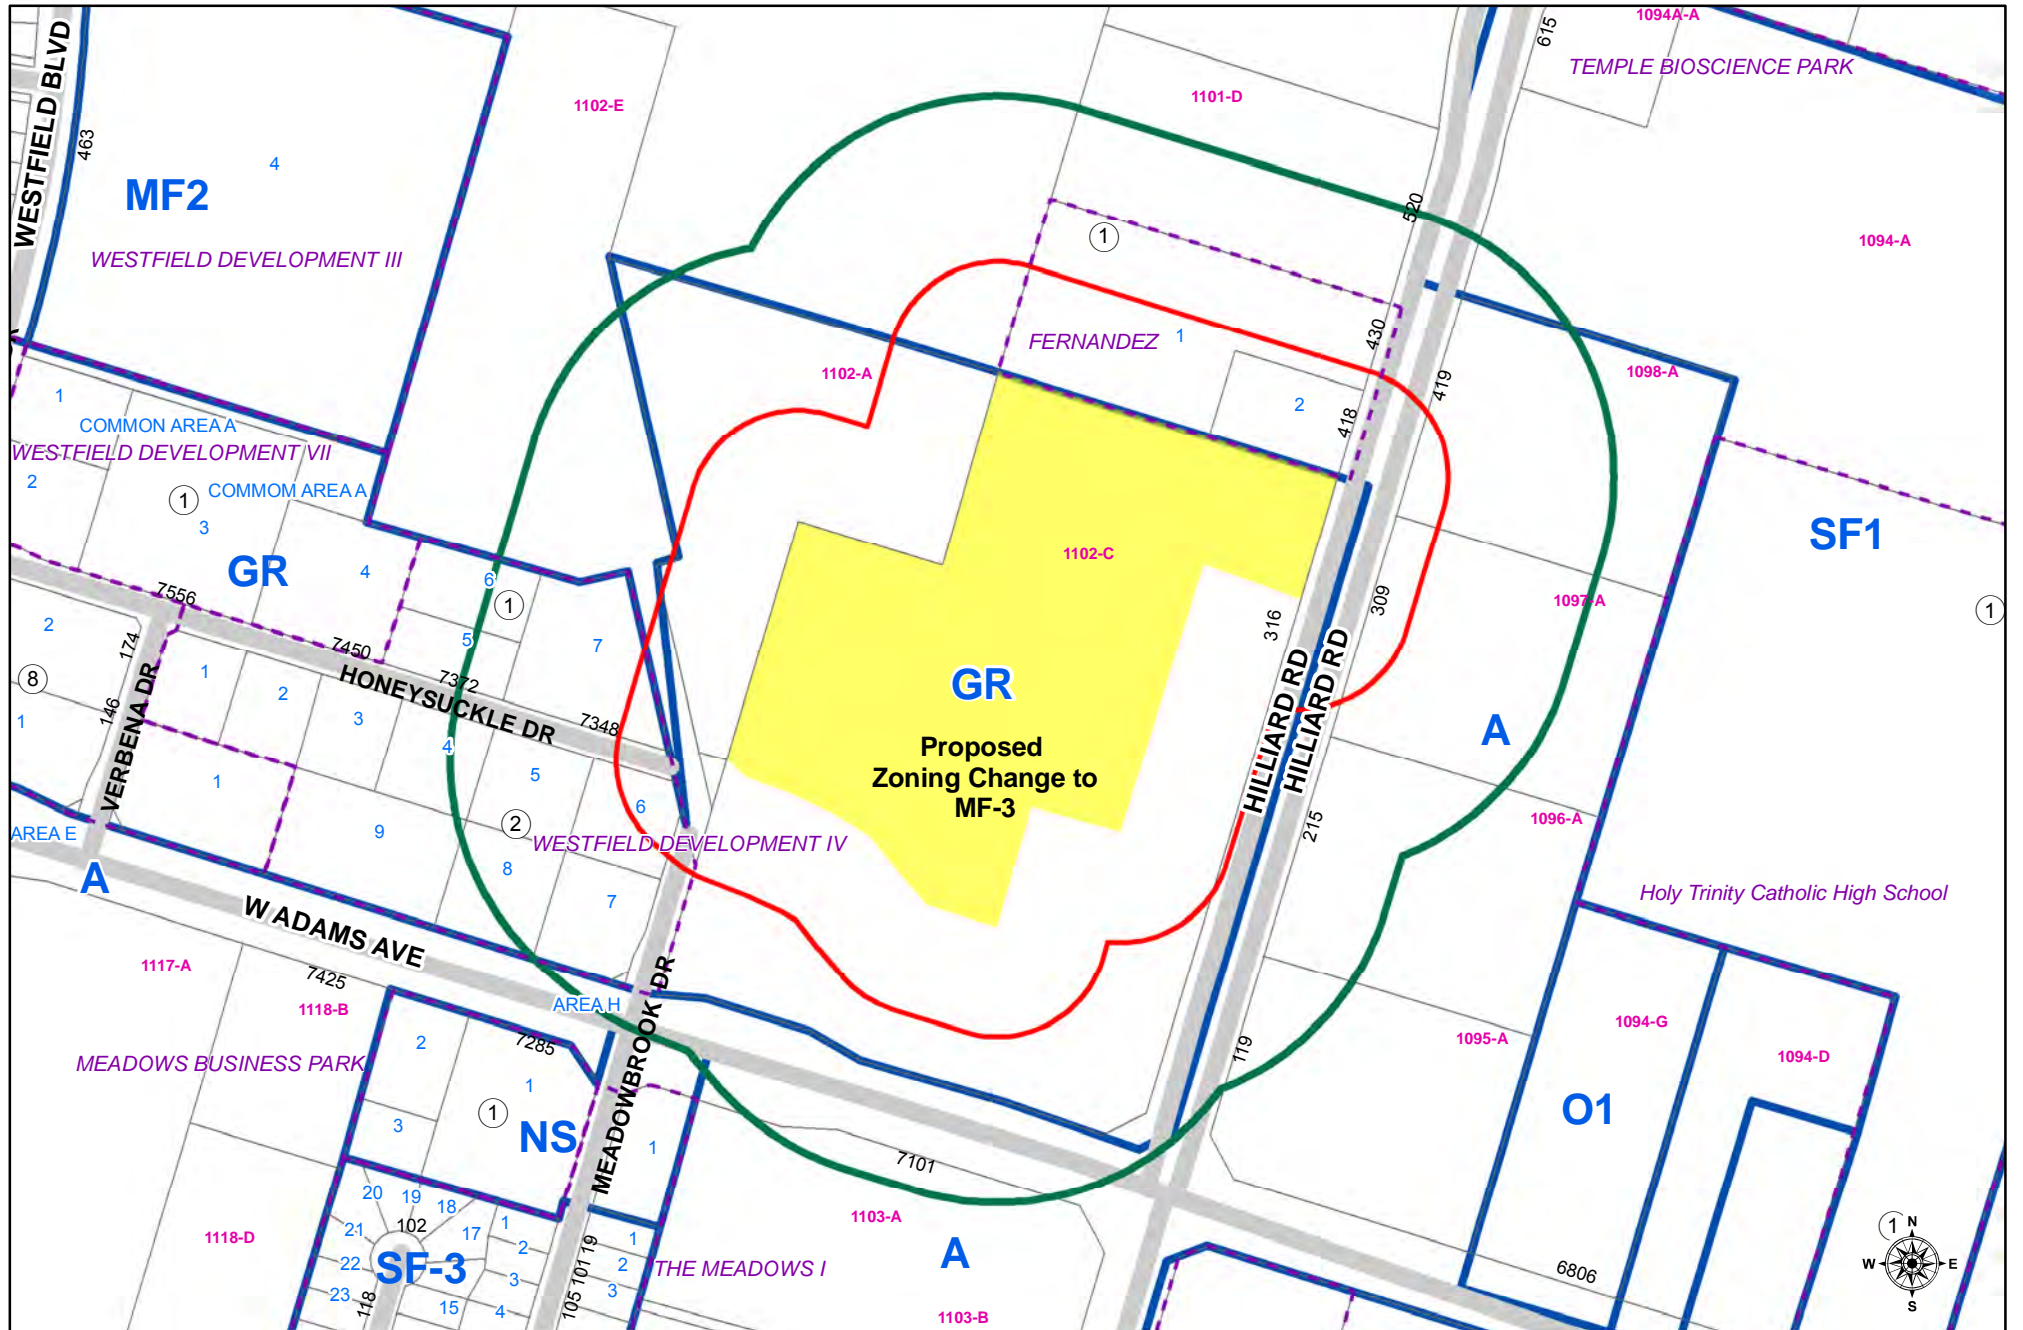 1094A-A
615
TEMPLE BIOSCIENCE PARK
WESTFIELD BLVD
463
1102-E
1101-D
4
MF2
WESTFIELD DEVELOPMENT III
520
1
1094-A
430
FERNANDEZ
1
1102-A
419
1098-A
1
COMMON AREA A
WESTFIELD DEVELOPMENT VII
2
418
2
COMMOM AREA A
1
3
GR
4
6
1
SF1
1102-C
7556
2
174
5
7
316
309
1097-A
1
7450
7372
HONEYSUCKLE DR
7348
8
1
2
3
4
5
6
GR
Proposed
Zoning Change to
MF-3
HILLIARD RD
HILLIARD RD
A
1
146
VERBENA DR
1
AREA E
9
2
WESTFIELD DEVELOPMENT IV
215
1096-A
8
7
A
W ADAMS AVE
Holy Trinity Catholic High School
1117-A
7425
1118-B
AREA H
MEADOWBROOK DR
MEADOWBROOK DR
119
1095-A
1094-G
1094-D
MEADOWS BUSINESS PARK
2
7285
1
1
3
NS
1
7101
O1
20
19
18
21
102
17
1
22
SF-3
2
23
118
15
3
4
1118-D
105
101
19
1
2
3
THE MEADOWS I
1103-A
A
1103-B
6806
1
N
W
E
S